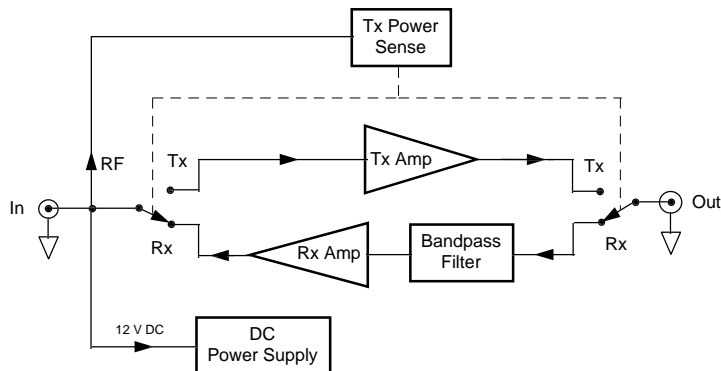 Tx Power
Sense
RF
Tx
Tx Amp
Tx
In
Out
Rx
Rx Amp
Bandpass
Filter
Rx
12 V DC
DC
Power Supply